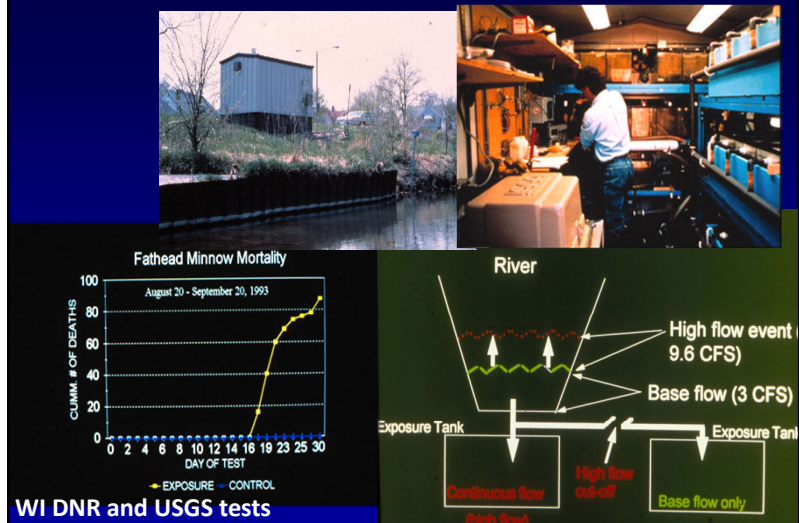 Fathead Minnow Mortality
August 20 - September 20, 1993
CUMM. # OF DEATHS
100
80
60
40
20
0
0 2 4 6 8 10 12 14 16 19 23 25 28 30
DAY OF TEST
EXPOSURE CONTROL
WI DNR and USGS tests
River
High flow event (
9.6 CFS)
Base flow (3 CFS)
Exposure Tank
Exposure Tank
High flow
cut-off
Continuous flow
(high flow)
Base flow only